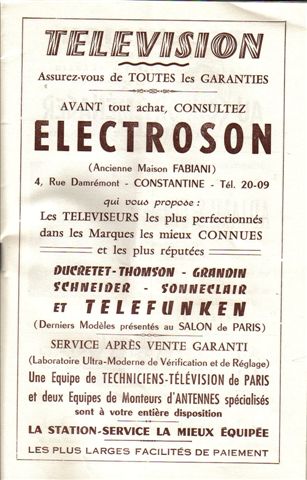 TELEVISION
Assurez-vous de TOUTES les GARANTIES
AVANT tout achat, CONSULTEZ
ELECTROSON
(Ancienne Maison FABIANI)
4, Rue Damrémont - CONSTANTINE - Tél. 20-09
qui vous propose :
Les TELEVISEURS les plus perfectionnés
dans les Marques les mieux CONNUES
et les plus réputées
DUCRETET-THOMSON - GRANDIN
SCHNEIDER - SONNECLAIR
ET TELEFUNKEN
(Derniers Modèles présentés au SALON de PARIS)
SERVICE APRÈS VENTE GARANTI
(Laboratoire Ultra-Moderne de Vérification et de Réglage)
Une Equipe de TECHNICIENS-TÉLÉVISION de PARIS
et deux Equipes de Monteurs d'ANTENNES spécialisés
sont à votre entière disposition
LA STATION-SERVICE LA MIEUX ÉQUIPÉE
LES PLUS LARGES FACILITÉS DE PAIEMENT